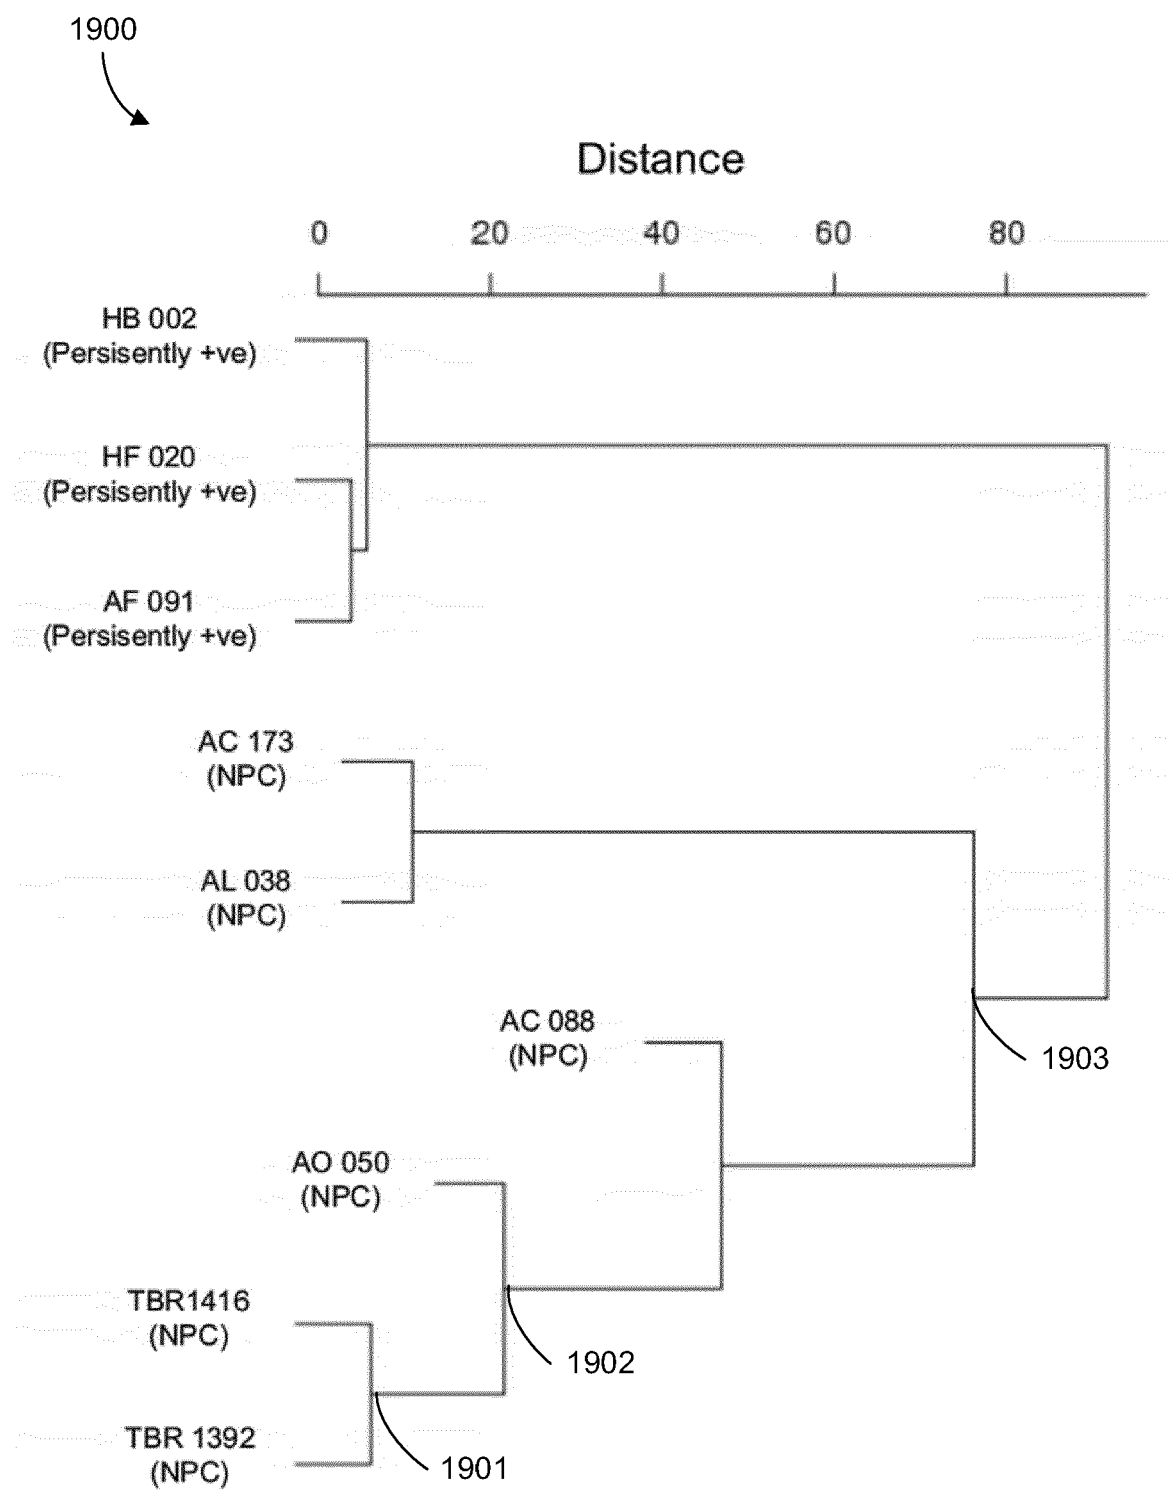 1900
Distance
0 20 40 60 80
HB 002
(Persisently +ve)
HF 020
(Persisently +ve)
AF 091
(Persisently +ve)
AC 173
(NPC)
AL 038
(NPC)
AC 088
(NPC)
1903
AO 050
(NPC)
TBR1416
(NPC)
1902
TBR 1392
(NPC)
1901